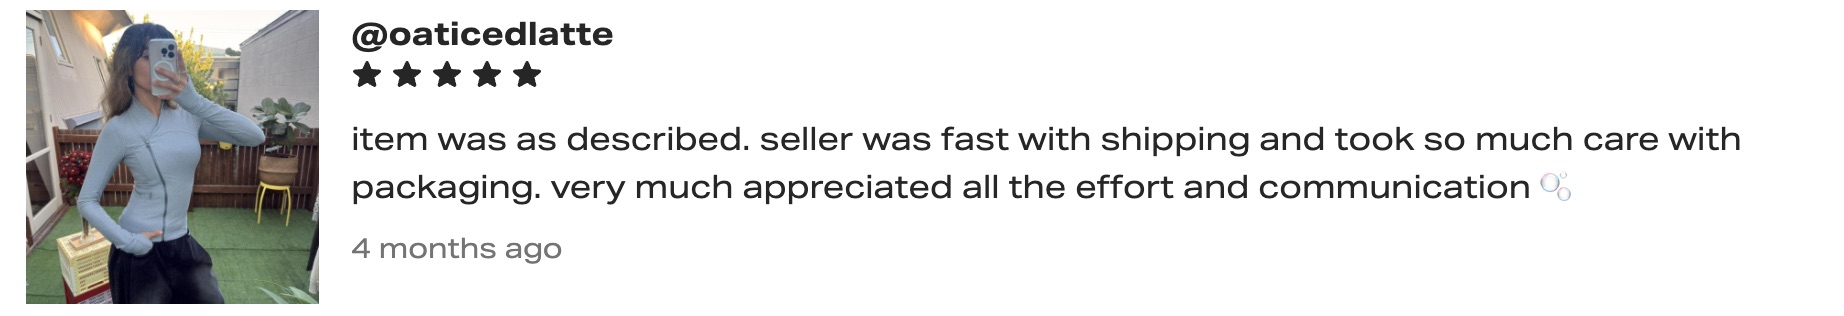 @oaticedlatte
★ ★ ★ ★ ★
item was as described. seller was fast with shipping and took so much care with
packaging. very much appreciated all the effort and communication 🫧
4 months ago